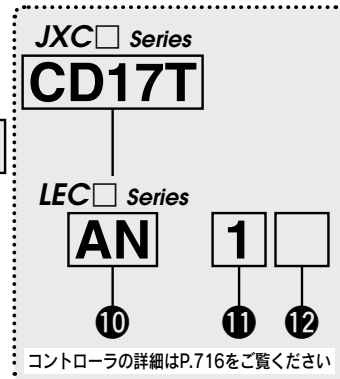 JXC□ Series
CD17T
LEC□ Series
AN 1
⑩ ⑪ ⑫
コントローラの詳細はP.716をご覧ください